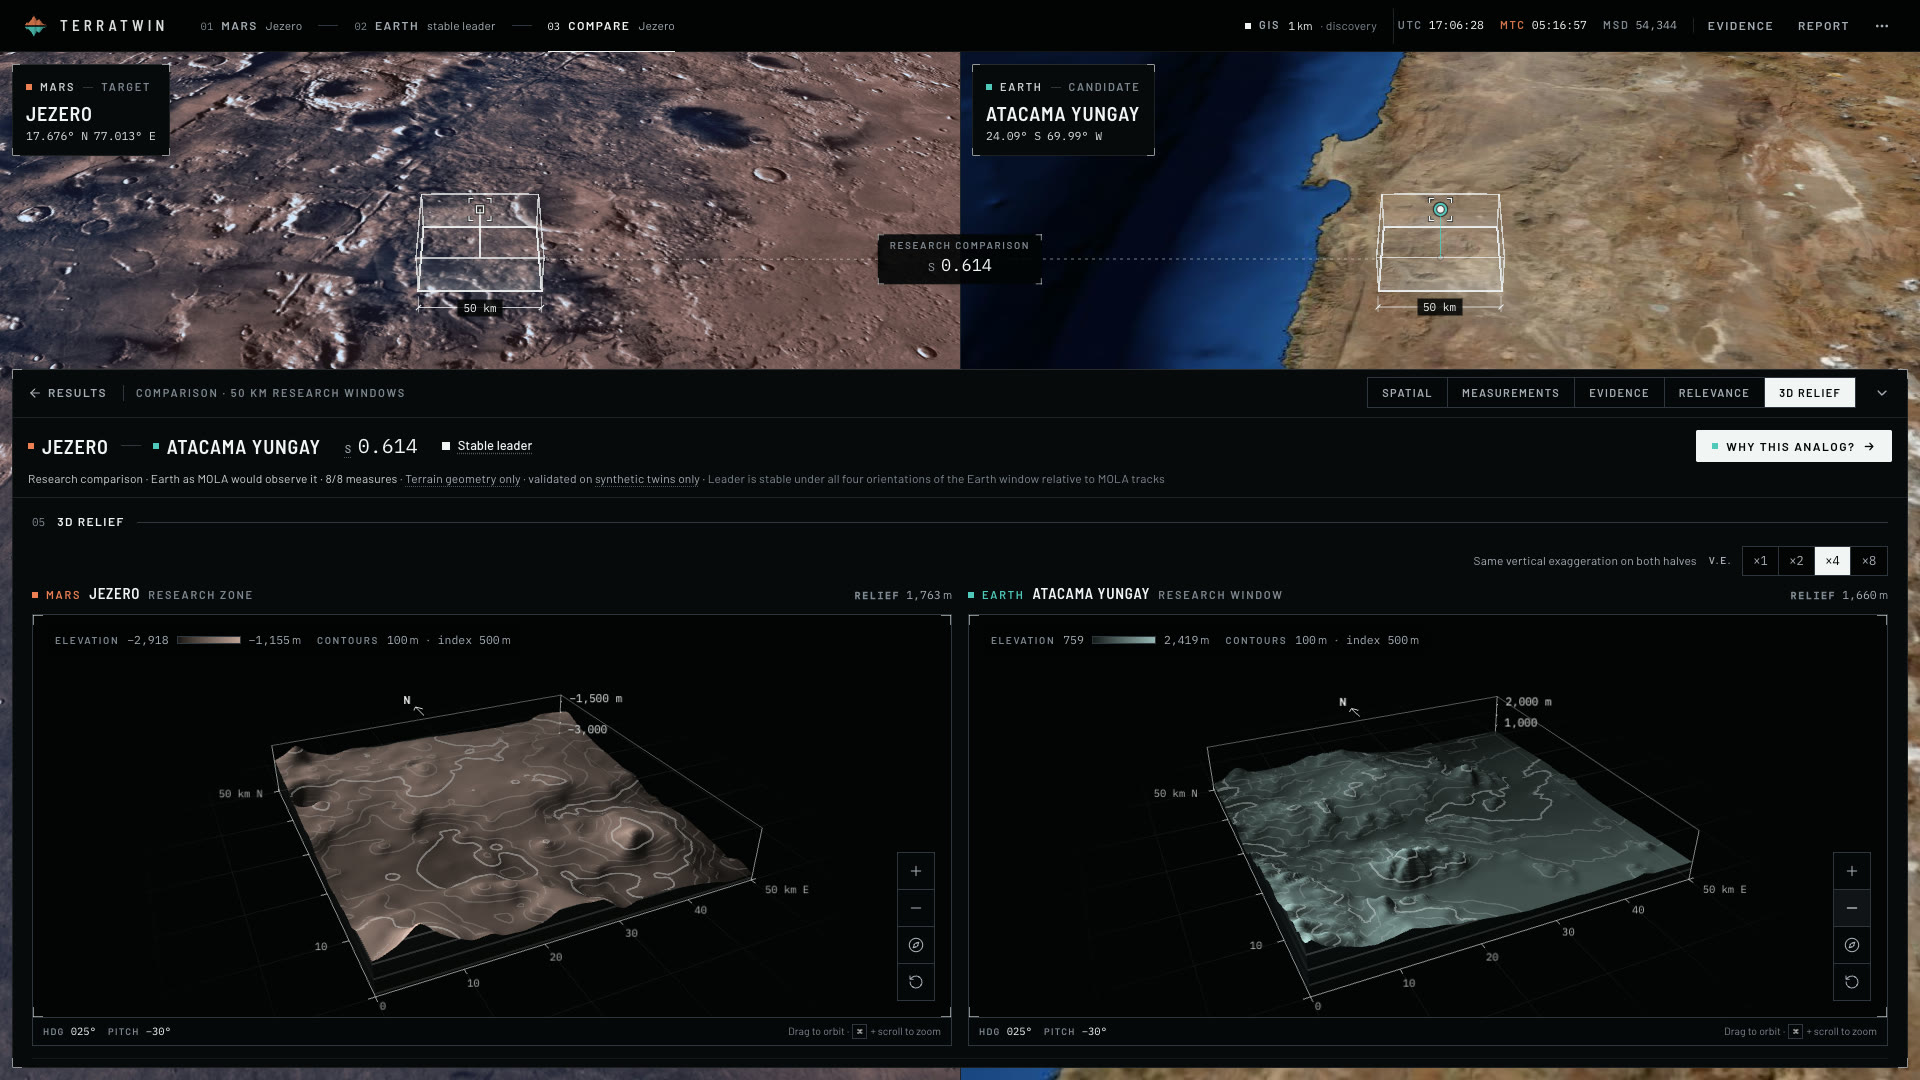 TERRATWIN
01 MARS Jezero
02 EARTH stable leader
03 COMPARE Jezero
GIS 1 km · discovery
UTC 17:06:28 MTC 05:16:57 MSD 54,344
EVIDENCE
REPORT
MARS — TARGET
JEZERO
17.676° N 77.013° E
EARTH — CANDIDATE
ATACAMA YUNGAY
24.09° S 69.99° W
RESEARCH COMPARISON
S 0.614
50 km
50 km
← RESULTS
COMPARISON · 50 KM RESEARCH WINDOWS
SPATIAL
MEASUREMENTS
EVIDENCE
RELEVANCE
3D RELIEF
JEZERO — ATACAMA YUNGAY S 0.614 Stable leader
WHY THIS ANALOG? →
Research comparison · Earth as MOLA would observe it · 8/8 measures · Terrain geometry only · validated on synthetic twins only · Leader is stable under all four orientations of the Earth window relative to MOLA tracks
05 3D RELIEF
Same vertical exaggeration on both halves V.E. ×1 ×2 ×4 ×8
MARS JEZERO RESEARCH ZONE
RELIEF 1,763 m
ELEVATION −2,918 −1,155 m CONTOURS 100 m · index 500 m
N
−1,500 m
−3,000
50 km N
10
0
10
20
30
40
50 km E
HDG 025° PITCH −30°
Drag to orbit · ⌘ + scroll to zoom
EARTH ATACAMA YUNGAY RESEARCH WINDOW
RELIEF 1,660 m
ELEVATION 759 2,419 m CONTOURS 100 m · index 500 m
N
2,000 m
1,000
50 km N
10
0
10
20
30
40
50 km E
HDG 025° PITCH −30°
Drag to orbit · ⌘ + scroll to zoom